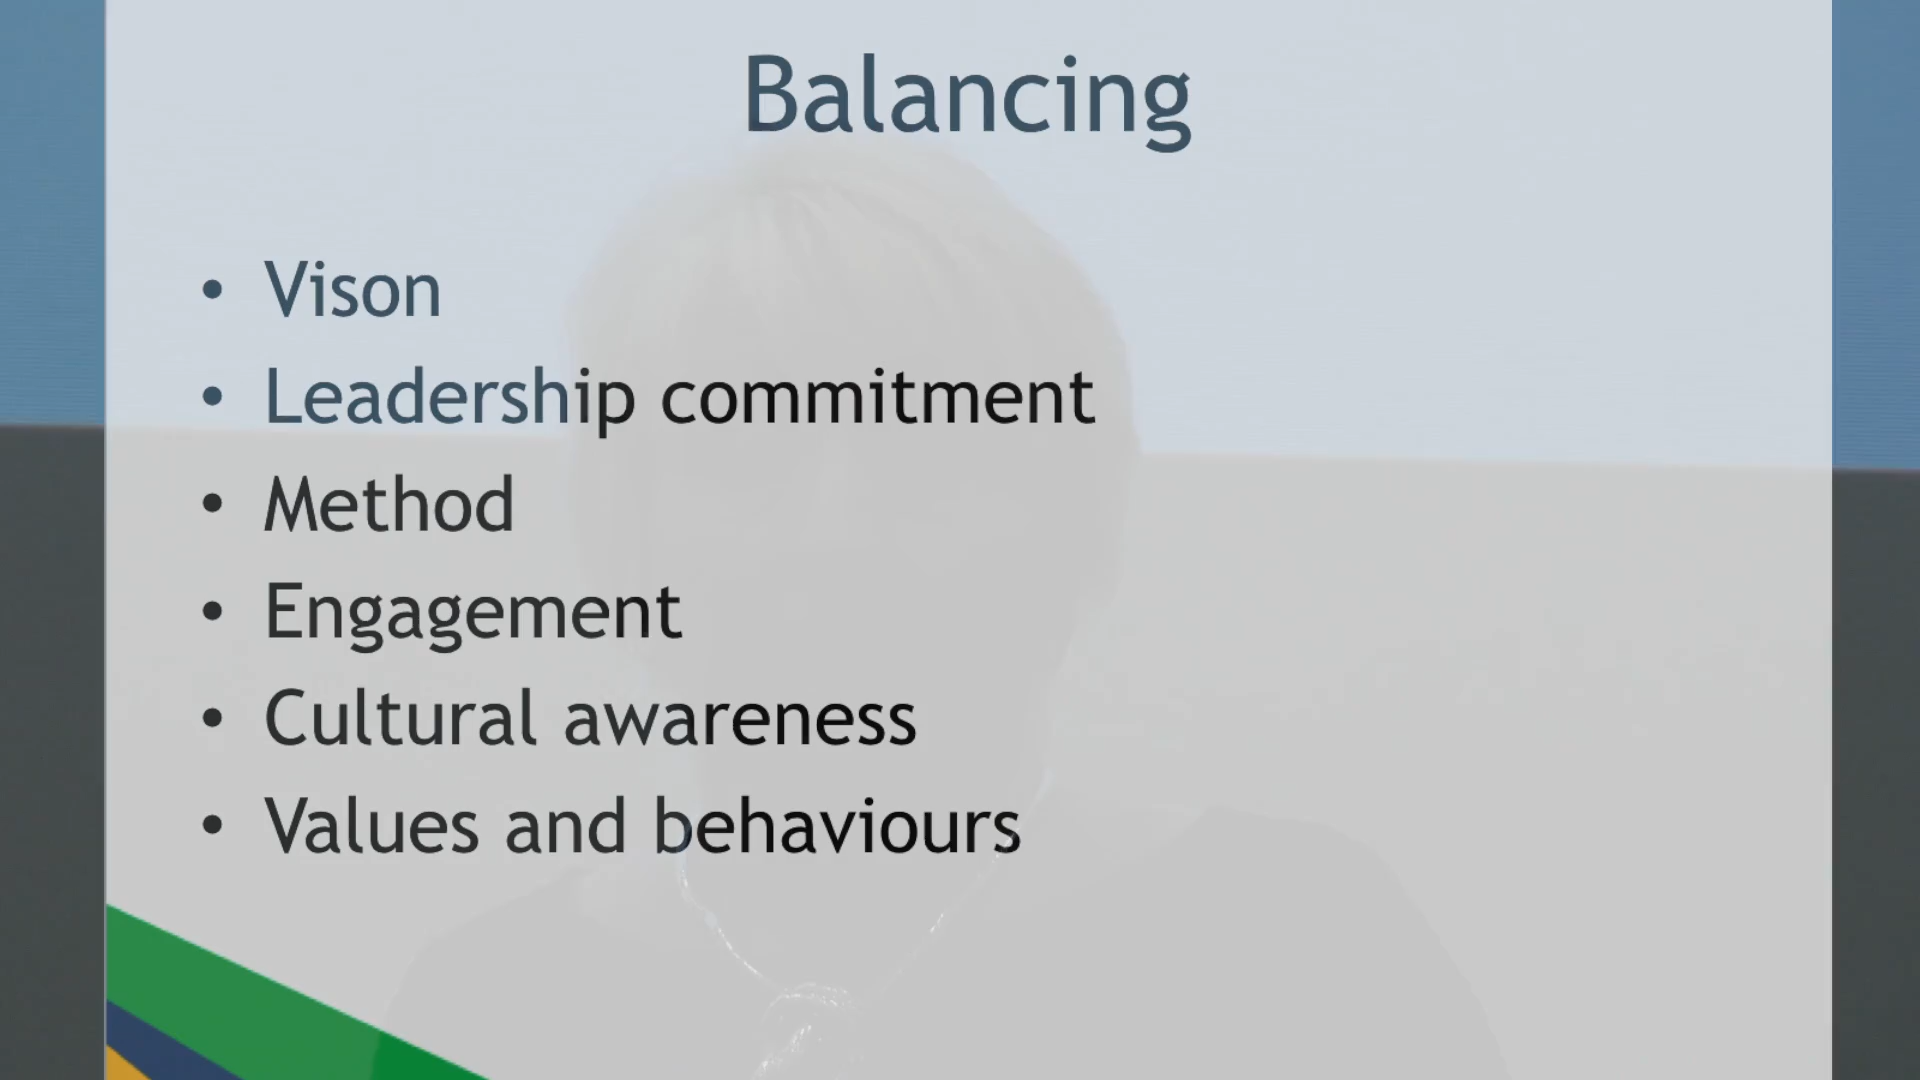 Balancing
• Vison
• Leadership commitment
• Method
• Engagement
• Cultural awareness
• Values and behaviours